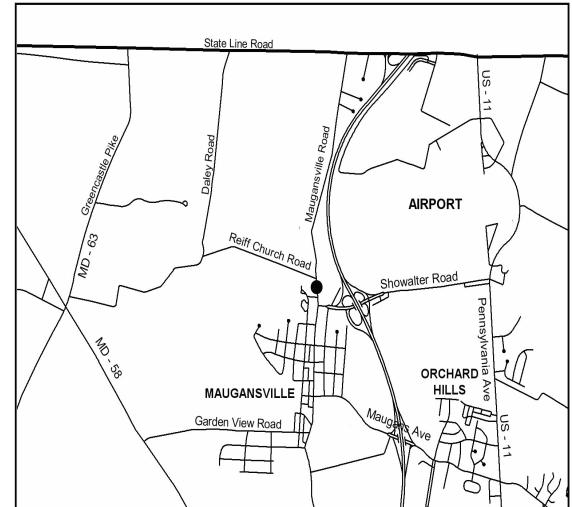 State Line Road
US - 11
Greencastle Pike
Daley Road
Maugansville Road
AIRPORT
MD - 63
Reiff Church Road
Showalter Road
Pennsylvania Ave
MD - 58
MAUGANSVILLE
ORCHARD
HILLS
Garden View Road
Maugans Ave
US - 11